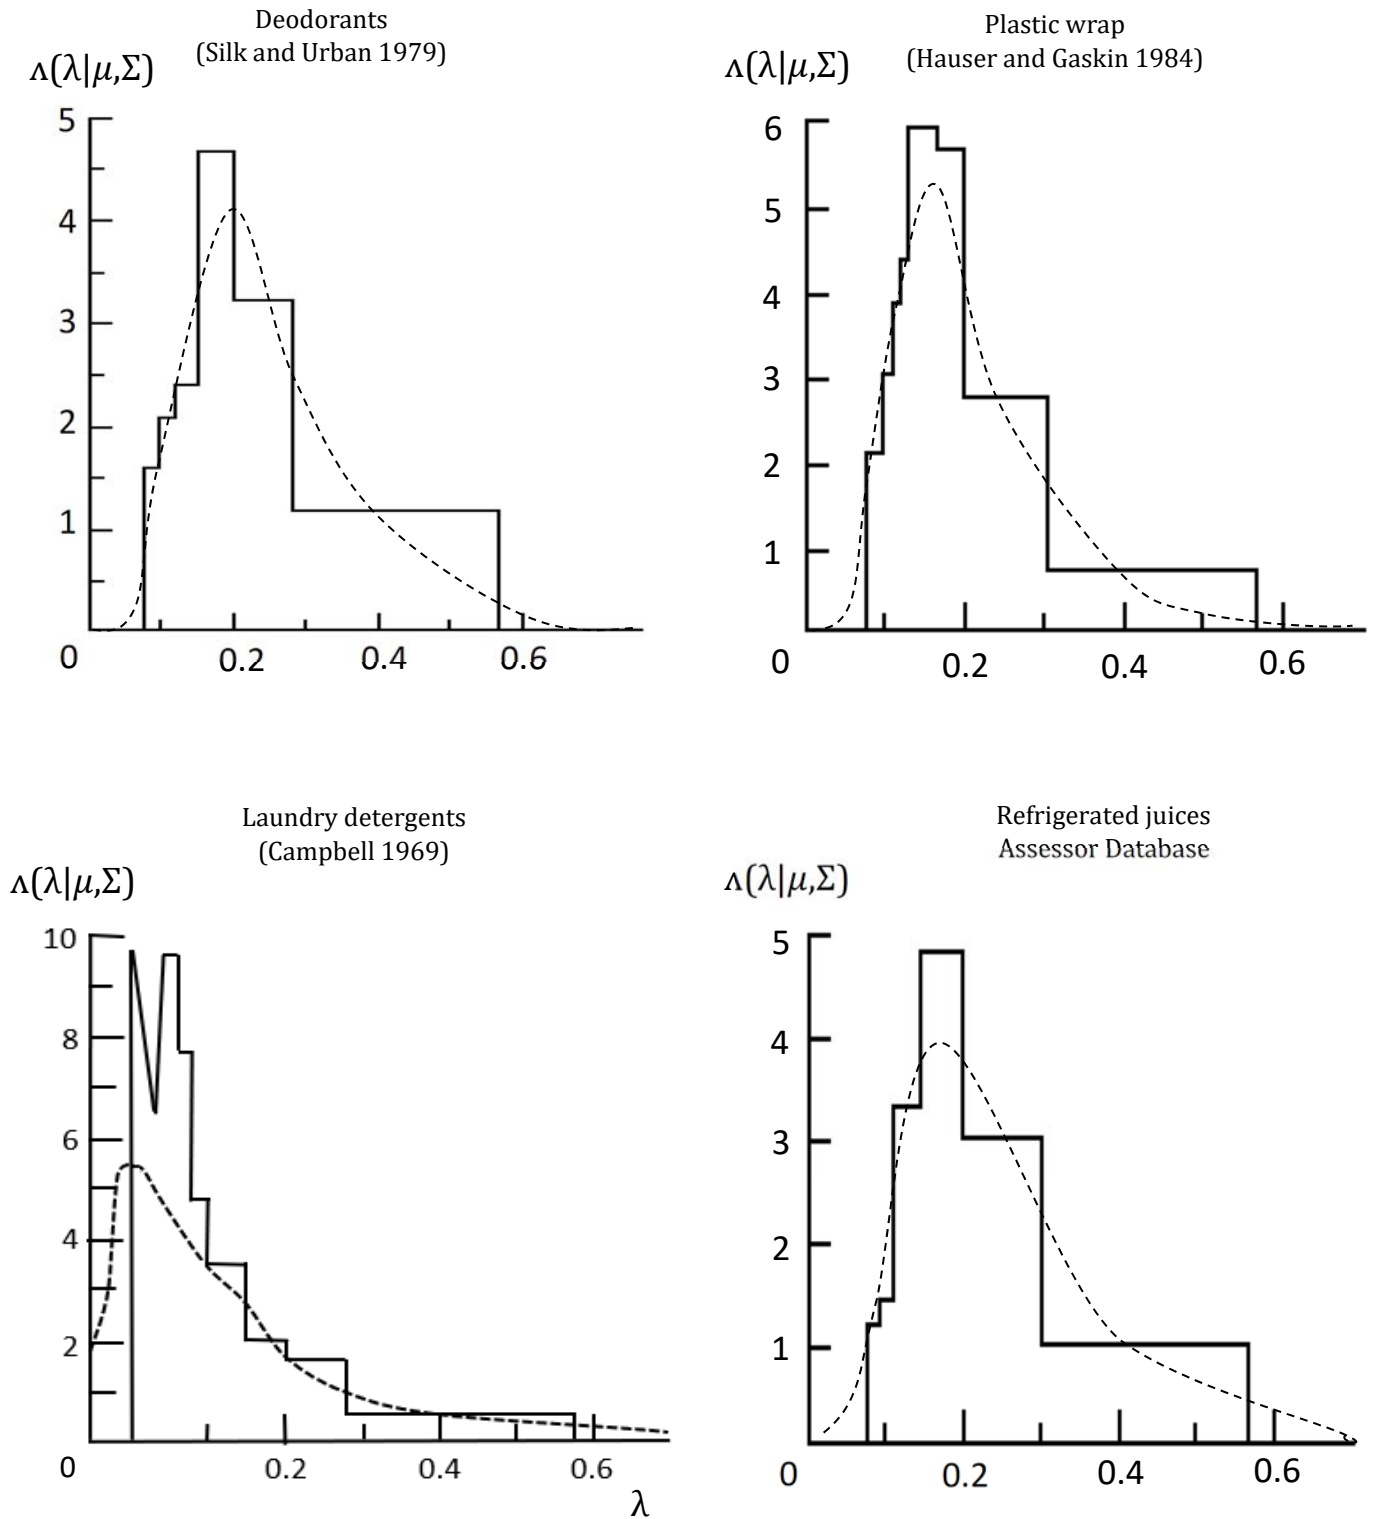 Deodorants
(Silk and Urban 1979)
ʌ(λ|μ,Σ)
5
4
3
2
1
0
0.2
0.4
0.6
Plastic wrap
(Hauser and Gaskin 1984)
ʌ(λ|μ,Σ)
6
5
4
3
2
1
0
0.2
0.4
0.6
Laundry detergents
(Campbell 1969)
ʌ(λ|μ,Σ)
10
8
6
4
2
0
0.2
0.4
0.6
λ
Refrigerated juices
Assessor Database
ʌ(λ|μ,Σ)
5
4
3
2
1
0
0.2
0.4
0.6